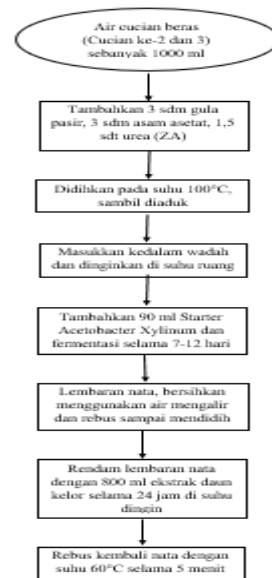 Air cucian beras
(Cucian ke-2 dan 3)
sebanyak 1000 ml
Tambahkan 3 sdm gula
pasir, 3 sdm asam asetat, 1,5
sdt urea (ZA)
Didihkan pada suhu 100°C,
sambil diaduk
Masukkan kedalam wadah
dan dinginkan di suhu ruang
Tambahkan 90 ml Starter
Acetobacter Xylinum dan
fermentasi selama 7-12 hari
Lembaran nata, bersihkan
menggunakan air mengalir
dan rebus sampai mendidih
Rendam lembaran nata
dengan 800 ml ekstrak daun
kelor selama 24 jam di suhu
dingin
Rebus kembali nata dengan
suhu 60°C selama 5 menit